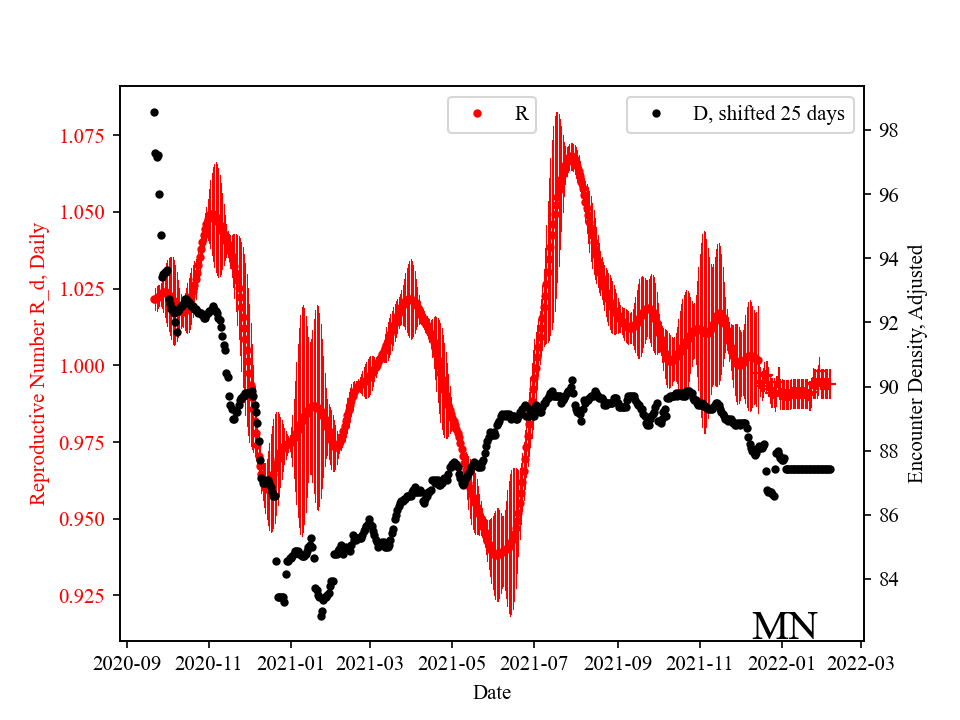 R
D, shifted 25 days
1.075
1.050
1.025
1.000
0.975
0.950
0.925
Reproductive Number R_d, Daily
98
96
94
92
90
88
86
84
Encounter Density, Adjusted
MN
2020-09 2020-11 2021-01 2021-03 2021-05 2021-07 2021-09 2021-11 2022-01 2022-03
Date